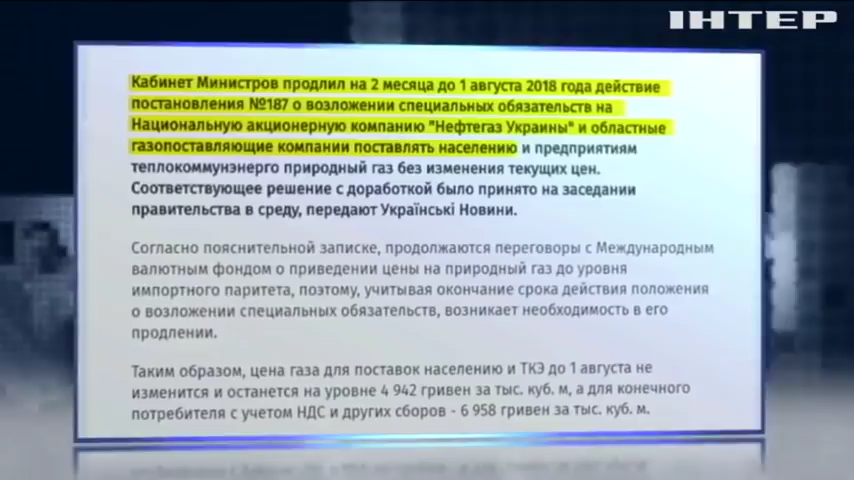 ІНТЕР
Кабинет Министров продлил на 2 месяца до 1 августа 2018 года действие
постановления №187 о возложении специальных обязательств на
Национальную акционерную компанию "Нефтегаз Украины" и областные
газопоставляющие компании поставлять населению и предприятиям
теплокоммунэнерго природный газ без изменения текущих цен.
Соответствующее решение с доработкой было принято на заседании
правительства в среду, передают Українські Новини.
Согласно пояснительной записке, продолжаются переговоры с Международным
валютным фондом о приведении цены на природный газ до уровня
импортного паритета, поэтому, учитывая окончание срока действия положения
о возложении специальных обязательств, возникает необходимость в его
продлении.
Таким образом, цена газа для поставок населению и ТКЭ до 1 августа не
изменится и останется на уровне 4 942 гривен за тыс. куб. м, а для конечного
потребителя с учетом НДС и других сборов - 6 958 гривен за тыс. куб. м.